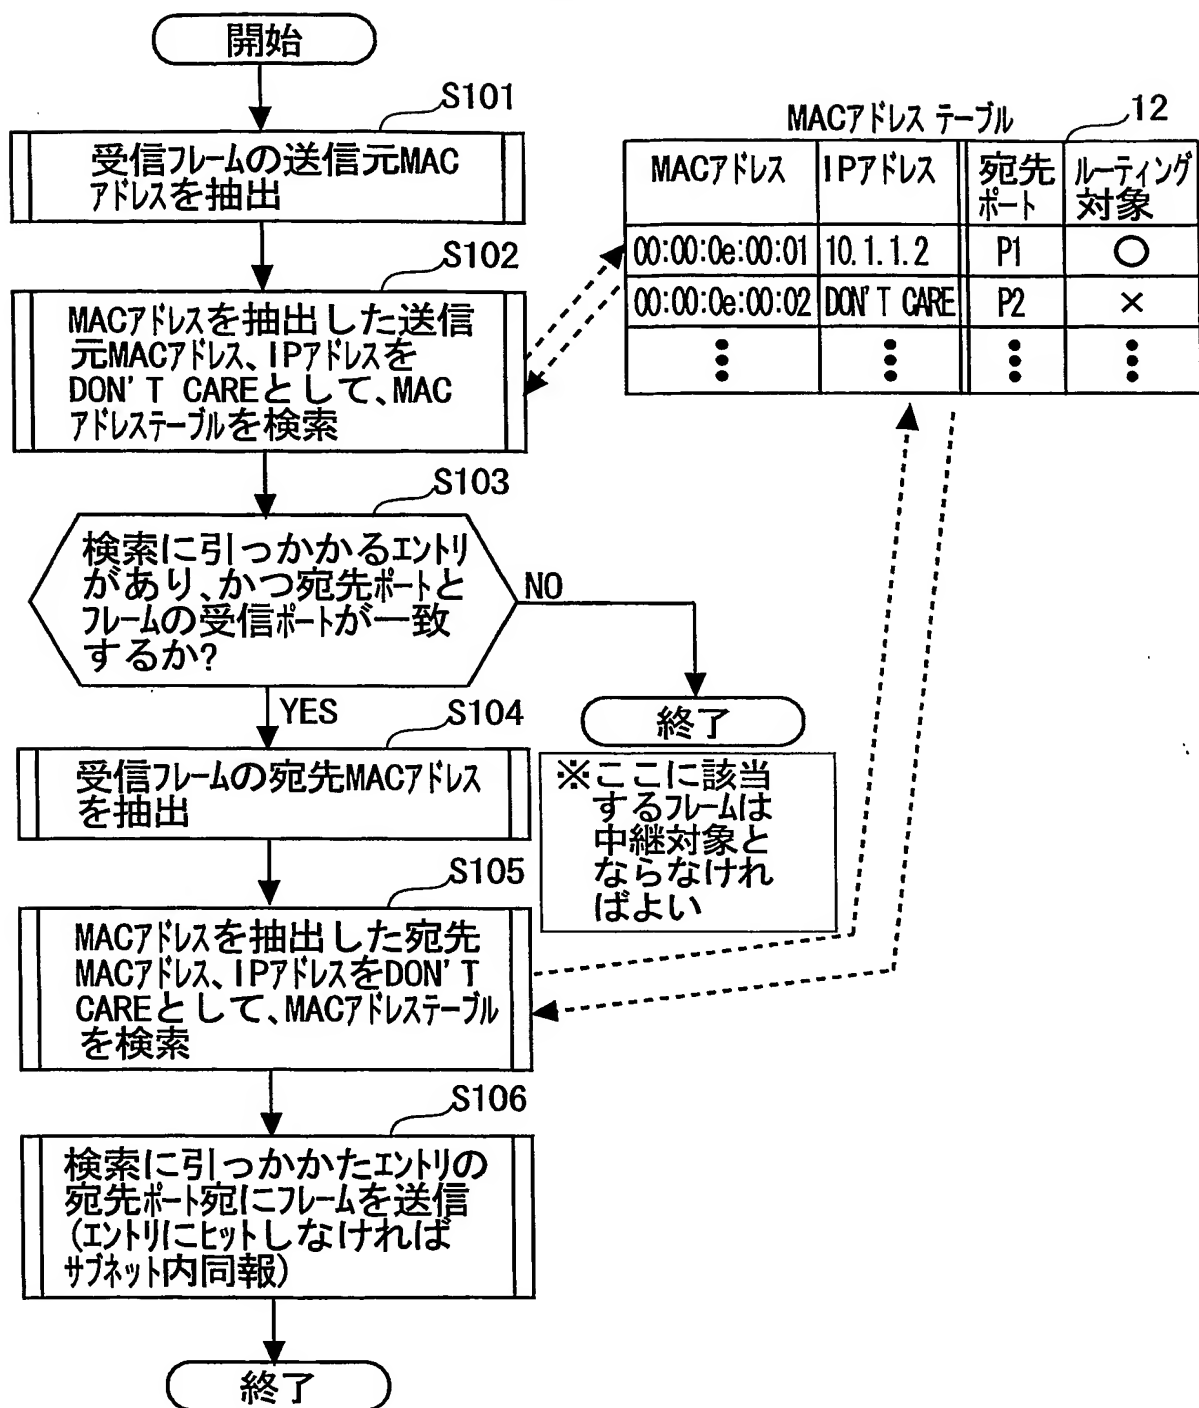 開始
S101
受信フレームの送信元MAC
アドレスを抽出
S102
MACアドレスを抽出した送信
元MACアドレス、IPアドレスを
DON'T CAREとして、MAC
アドレステーブルを検索
S103
検索に引っかかるエントリ
があり、かつ宛先ポートと
フレームの受信ポートが一致
するか?
NO
YES
終了
※ここに該当
するフレームは
中継対象と
ならなけれ
ばよい
S104
受信フレームの宛先MACアドレス
を抽出
S105
MACアドレスを抽出した宛先
MACアドレス、IPアドレスをDON'T
CAREとして、MACアドレステーブル
を検索
S106
検索に引っかかたエントリの
宛先ポート宛にフレームを送信
(エントリにヒットしなければ
サブネット内同報)
終了
MACアドレス テーブル
12
MACアドレス IPアドレス 宛先 ルーティング
ポート 対象
00:00:0e:00:01 10.1.1.2 P1 ○
00:00:0e:00:02 DON'T CARE P2 ×